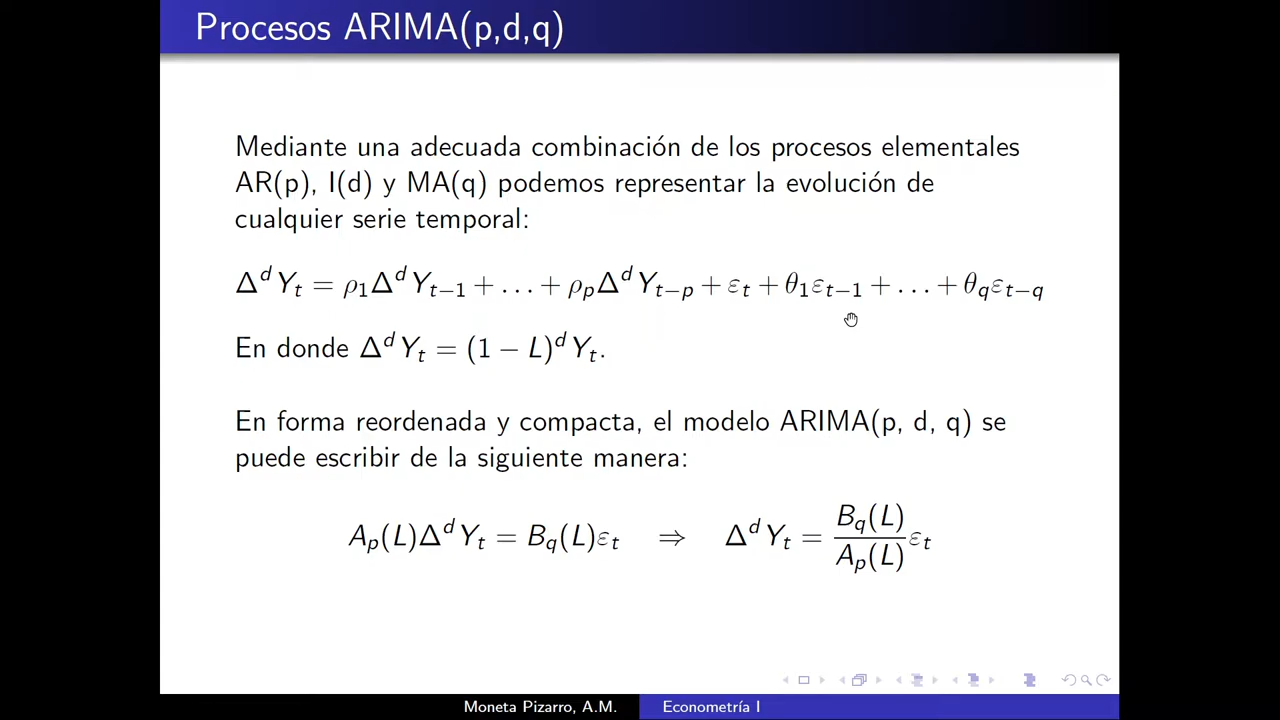 Procesos ARIMA(p,d,q)
Mediante una adecuada combinación de los procesos elementales
AR(p), I(d) y MA(q) podemos representar la evolución de
cualquier serie temporal:
Δ^d Y_t = ρ_1 Δ^d Y_{t−1} + … + ρ_p Δ^d Y_{t−p} + ε_t + θ_1 ε_{t−1} + … + θ_q ε_{t−q}
En donde Δ^d Y_t = (1 − L)^d Y_t.
En forma reordenada y compacta, el modelo ARIMA(p, d, q) se
puede escribir de la siguiente manera:
A_p(L)Δ^d Y_t = B_q(L)ε_t ⇒ Δ^d Y_t = B_q(L)/A_p(L) ε_t
Moneta Pizarro, A.M. Econometría I